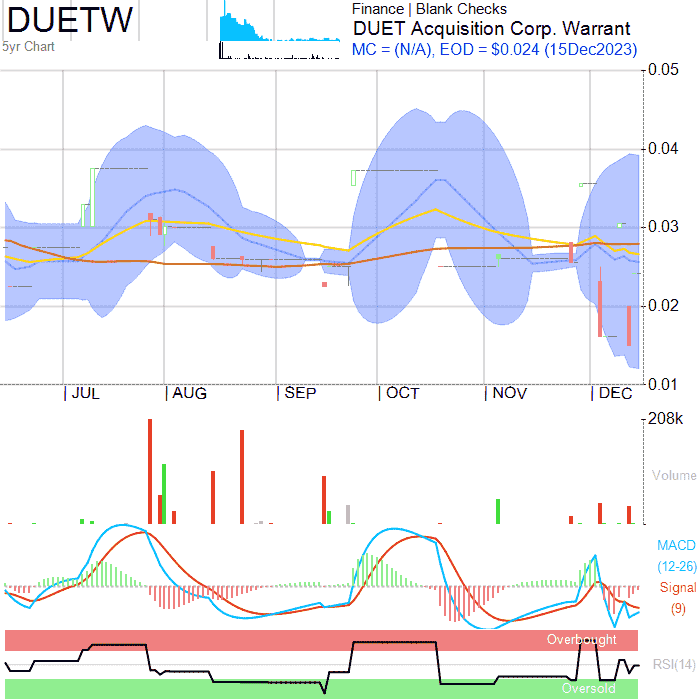 DUETW
5yr Chart
Finance | Blank Checks
DUET Acquisition Corp. Warrant
MC = (N/A), EOD = $0.024 (15Dec2023)
0.05
0.04
0.03
0.02
0.01
JUL AUG SEP OCT NOV DEC
208k
Volume
MACD
(12-26)
Signal
(9)
Overbought
RSI(14)
Oversold